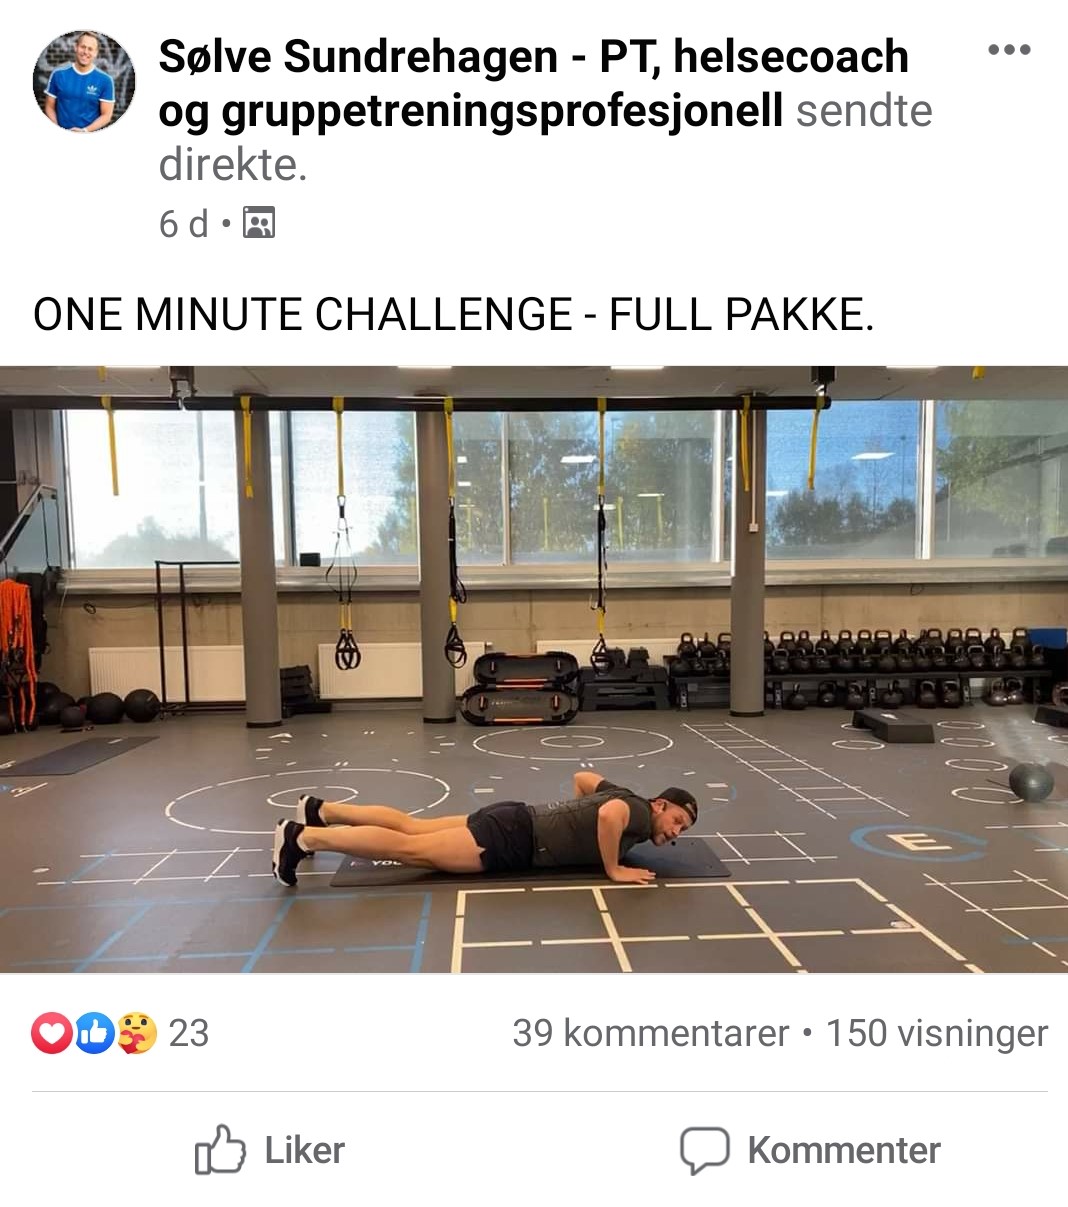 Sølve Sundrehagen - PT, helsecoach
og gruppetreningsprofesjonell sendte
direkte.
6 d •
ONE MINUTE CHALLENGE - FULL PAKKE.
YOU
E
23
39 kommentarer • 150 visninger
Liker
Kommenter